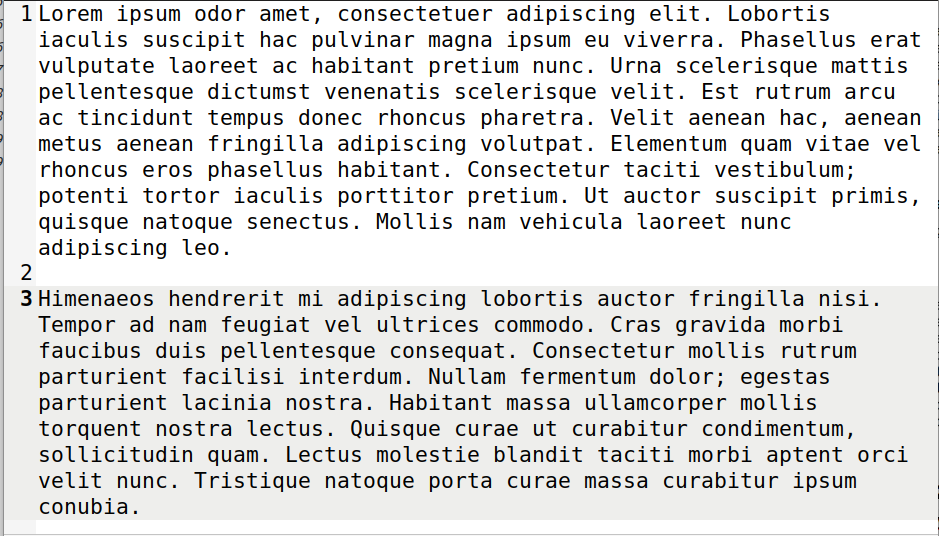 1 Lorem ipsum odor amet, consectetuer adipiscing elit. Lobortis
iaculis suscipit hac pulvinar magna ipsum eu viverra. Phasellus erat
vulputate laoreet ac habitant pretium nunc. Urna scelerisque mattis
pellentesque dictumst venenatis scelerisque velit. Est rutrum arcu
ac tincidunt tempus donec rhoncus pharetra. Velit aenean hac, aenean
metus aenean fringilla adipiscing volutpat. Elementum quam vitae vel
rhoncus eros phasellus habitant. Consectetur taciti vestibulum;
potenti tortor iaculis porttitor pretium. Ut auctor suscipit primis,
quisque natoque senectus. Mollis nam vehicula laoreet nunc
adipiscing leo.
2
3 Himenaeos hendrerit mi adipiscing lobortis auctor fringilla nisi.
Tempor ad nam feugiat vel ultrices commodo. Cras gravida morbi
faucibus duis pellentesque consequat. Consectetur mollis rutrum
parturient facilisi interdum. Nullam fermentum dolor; egestas
parturient lacinia nostra. Habitant massa ullamcorper mollis
torquent nostra lectus. Quisque curae ut curabitur condimentum,
sollicitudin quam. Lectus molestie blandit taciti morbi aptent orci
velit nunc. Tristique natoque porta curae massa curabitur ipsum
conubia.